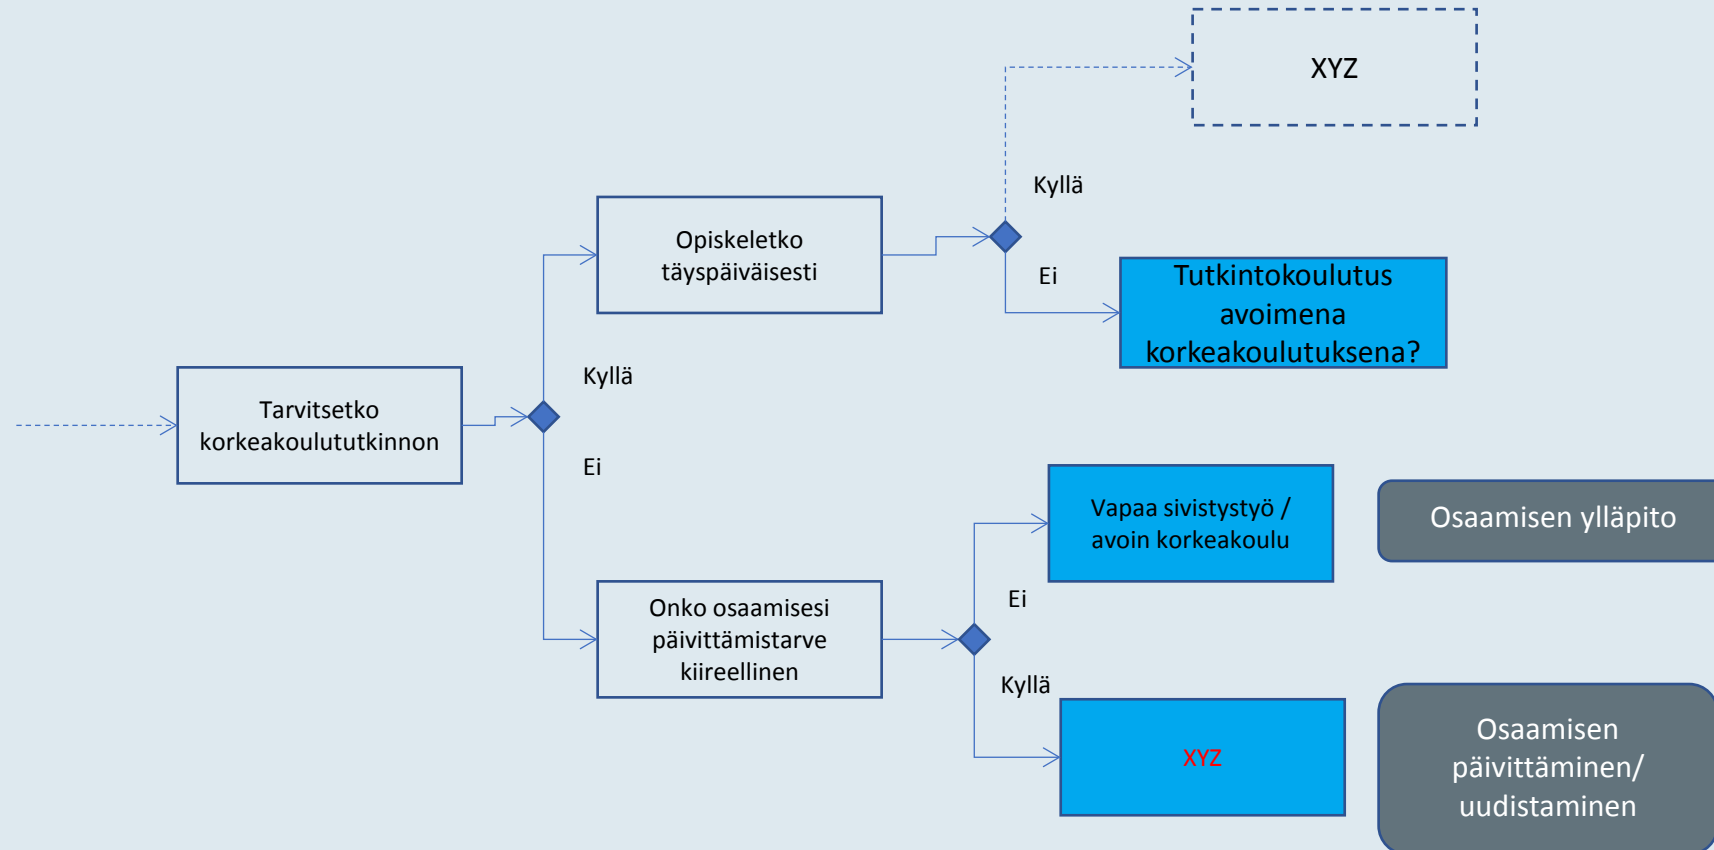 XYZ
Kyllä
Opiskeletko
täyspäiväisesti
Ei
Tutkintokoulutus
avoimena
korkeakoulutuksena?
Kyllä
Tarvitsetko
korkeakoulututkinnon
Ei
Vapaa sivistystyö /
avoin korkeakoulu
Osaamisen ylläpito
Onko osaamisesi
päivittämistarve
kiireellinen
Ei
Kyllä
XYZ
Osaamisen
päivittäminen/
uudistaminen